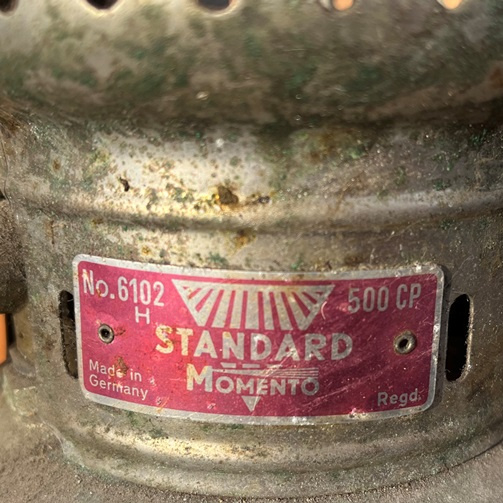 No. 6102 500 CP
H
STANDARD
MOMENTO
Made in
Germany
Regd.